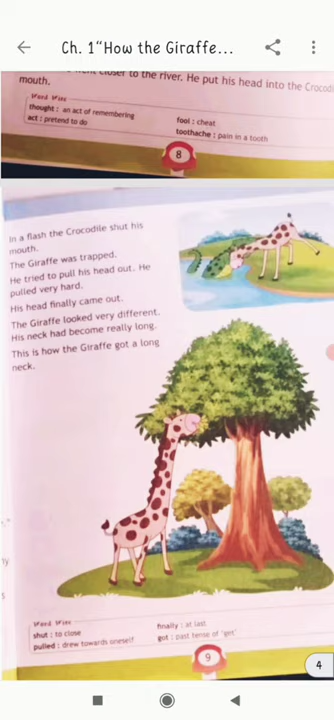 Ch. 1“How the Giraffe...
closer to the river. He put his head into the Crocodi
mouth.
Word Wise
thought : an act of remembering
act : pretend to do
fool : cheat
toothache : pain in a tooth
8
In a flash the Crocodile shut his
mouth.
The Giraffe was trapped.
He tried to pull his head out. He
pulled very hard.
His head finally came out.
The Giraffe looked very different.
His neck had become really long.
This is how the Giraffe got a long
neck.
Word Wise
shut : to close
pulled : drew towards oneself
finally : at last
got : past tense of 'get'
9
4